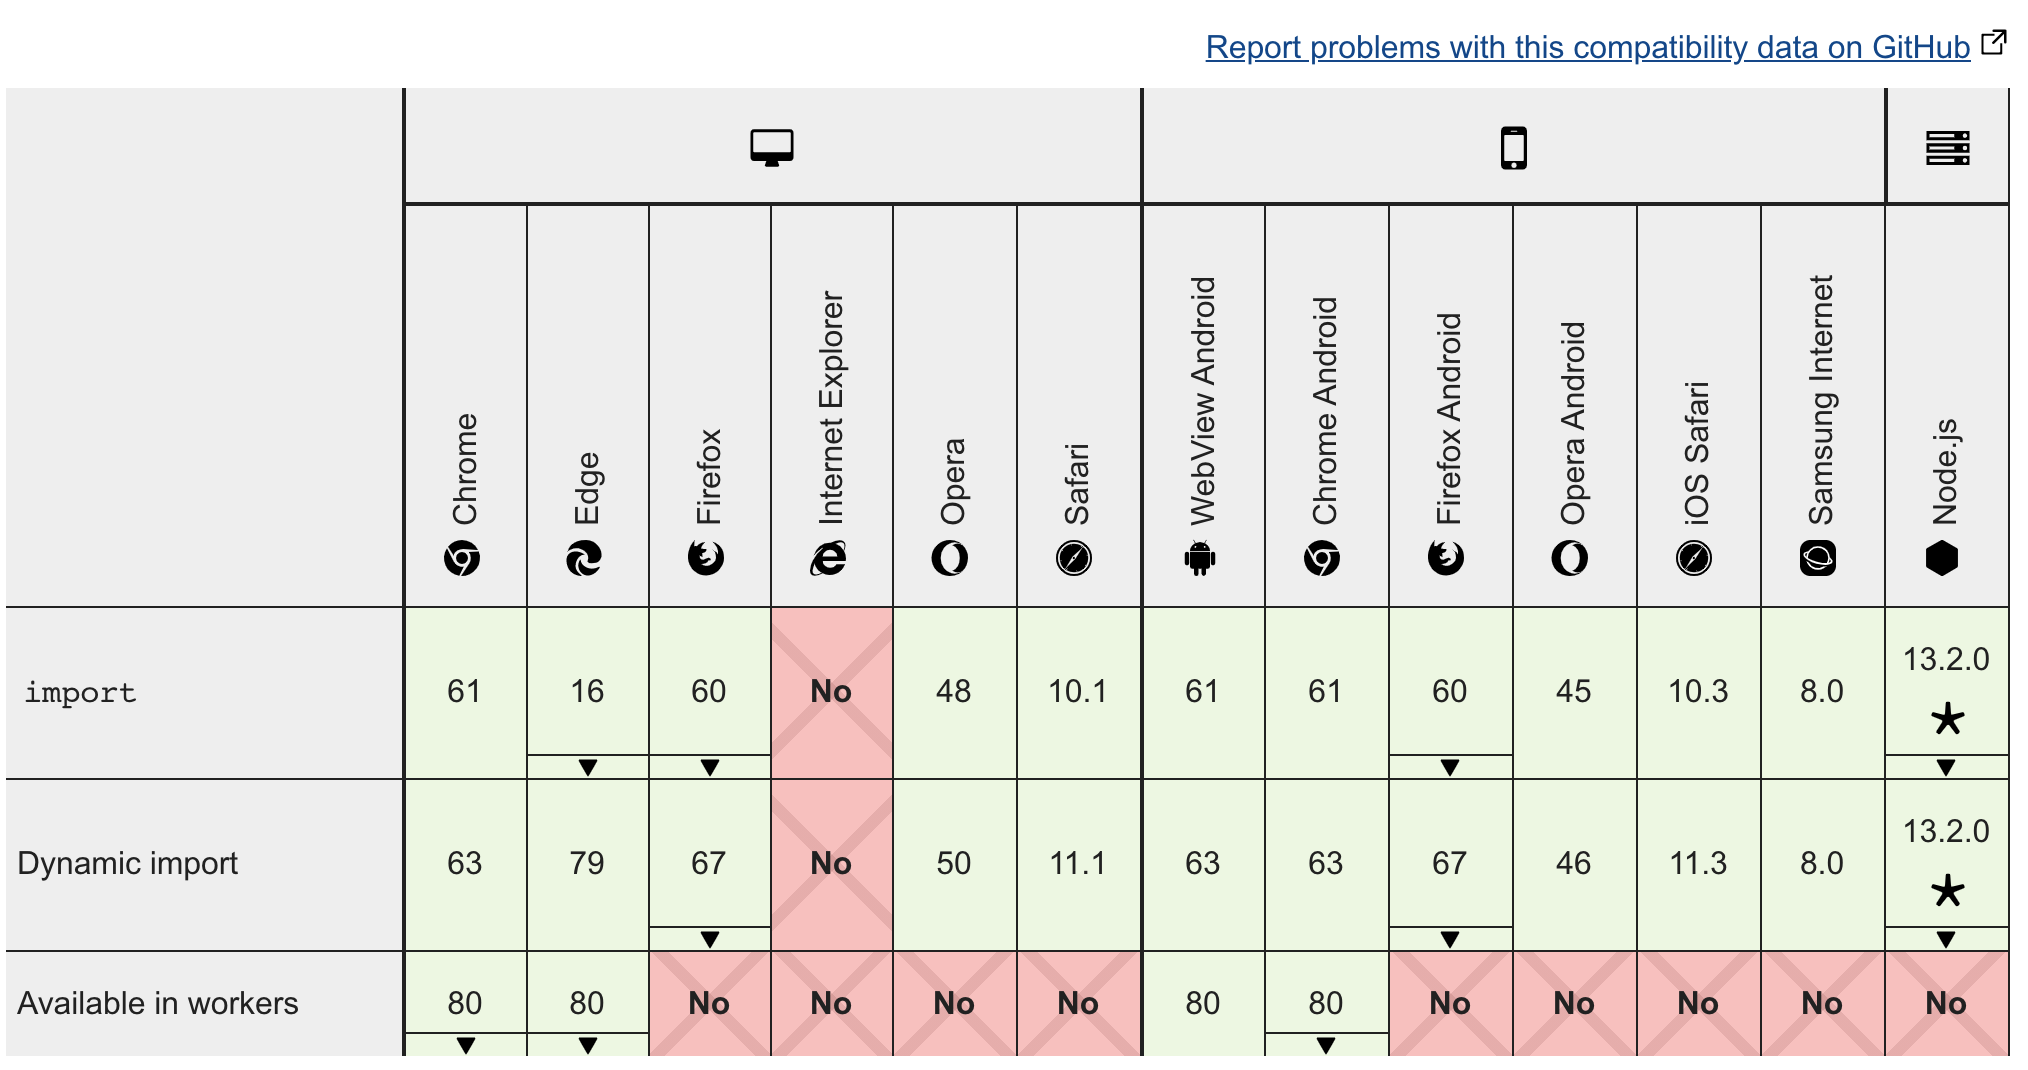 Report problems with this compatibility data on GitHub
Chrome
Edge
Firefox
Internet Explorer
Opera
Safari
WebView Android
Chrome Android
Firefox Android
Opera Android
iOS Safari
Samsung Internet
Node.js
import 61 16 60 No 48 10.1 61 61 60 45 10.3 8.0 13.2.0 *
Dynamic import 63 79 67 No 50 11.1 63 63 67 46 11.3 8.0 13.2.0 *
Available in workers 80 80 No No No No 80 80 No No No No No